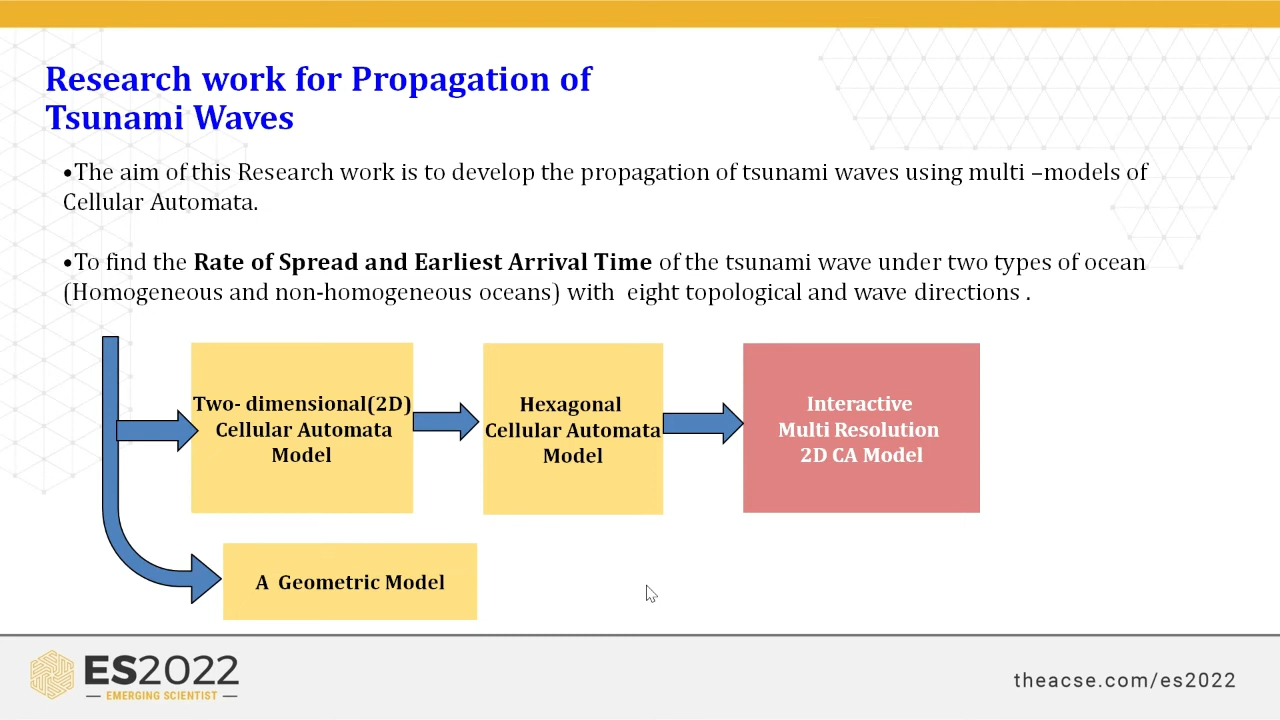 Research work for Propagation of
Tsunami Waves
•The aim of this Research work is to develop the propagation of tsunami waves using multi –models of
Cellular Automata.
•To find the Rate of Spread and Earliest Arrival Time of the tsunami wave under two types of ocean
(Homogeneous and non-homogeneous oceans) with eight topological and wave directions .
Two- dimensional(2D)
Cellular Automata
Model
Hexagonal
Cellular Automata
Model
Interactive
Multi Resolution
2D CA Model
A Geometric Model
ES2022
EMERGING SCIENTIST
theacse.com/es2022